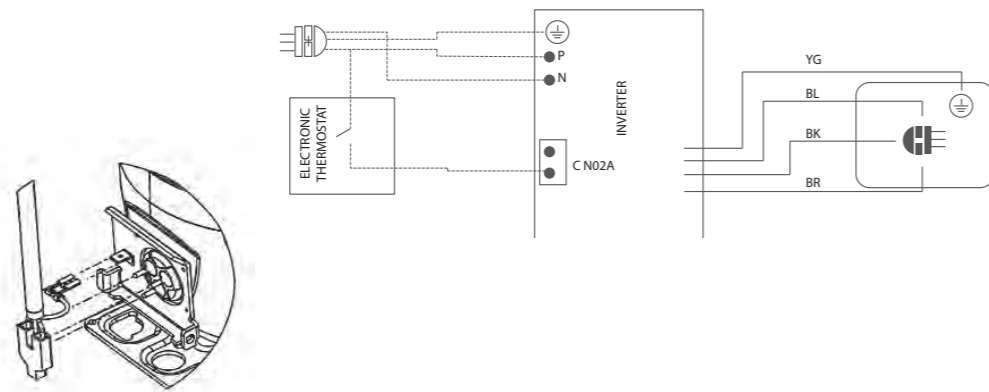 P
N
ELECTRONIC
THERMOSTAT
INVERTER
C N02A
YG
BL
BK
BR